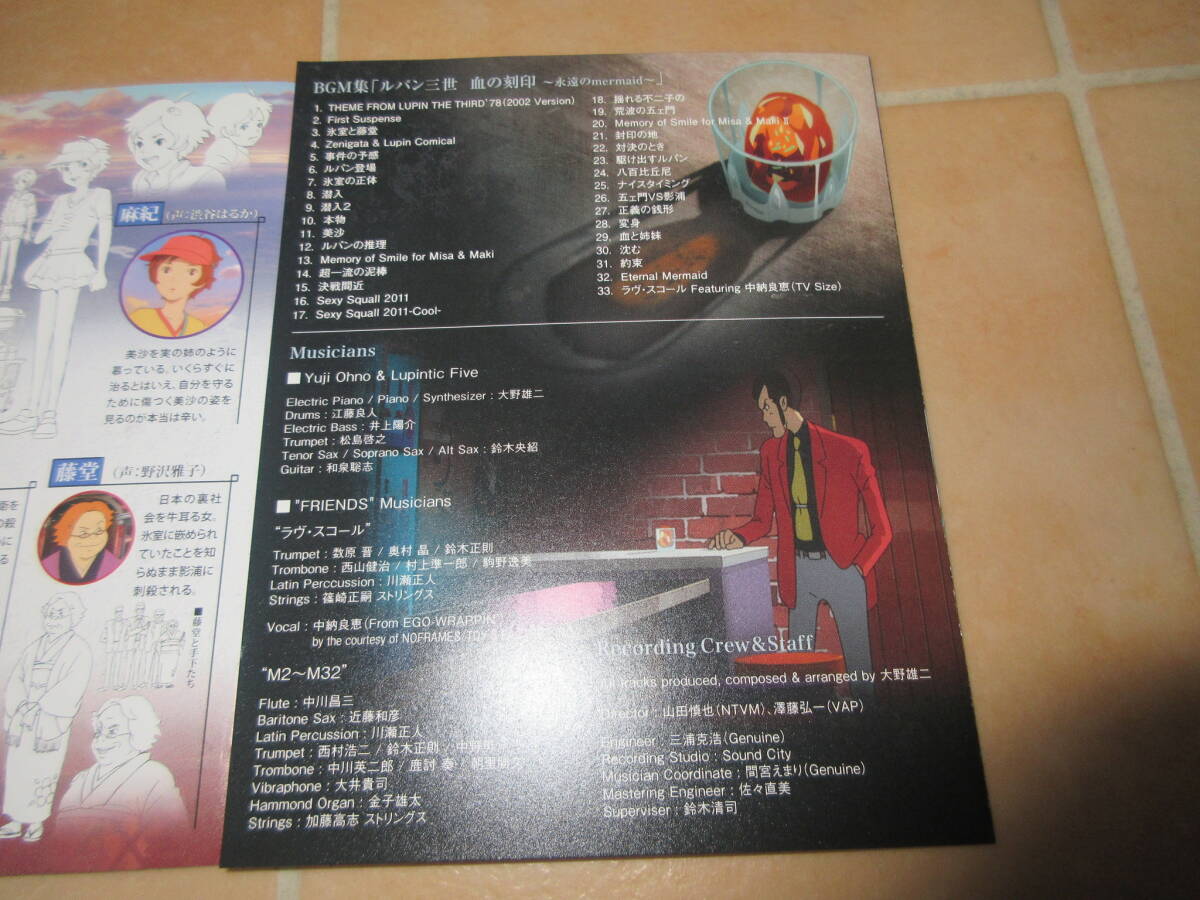 麻紀 (声:渋谷はるか)
美沙を実の姉のように
慕っている。いくらすぐに
治るとはいえ、自分を守る
ために傷つく美沙の姿を
見るのが本当は辛い。
藤堂 (声:野沢雅子)
日本の裏社
会を牛耳る女。
氷室に嵌められ
ていたことを知
らぬまま影浦に
刺殺される。
■藤堂と手下たち
BGM集「ルパン三世 血の刻印 ~永遠のmermaid~」
1. THEME FROM LUPIN THE THIRD'78(2002 Version)
2. First Suspense
3. 氷室と藤堂
4. Zenigata & Lupin Comical
5. 事件の予感
6. ルパン登場
7. 氷室の正体
8. 潜入
9. 潜入2
10. 本物
11. 美沙
12. ルパンの推理
13. Memory of Smile for Misa & Maki
14. 超一流の泥棒
15. 決戦間近
16. Sexy Squall 2011
17. Sexy Squall 2011-Cool-
18. 揺れる不二子の
19. 荒波の五ェ門
20. Memory of Smile for Misa & Maki II
21. 封印の地
22. 対決のとき
23. 駆け出すルパン
24. 八百比丘尼
25. ナイスタイミング
26. 五ェ門VS影浦
27. 正義の銭形
28. 変身
29. 血と姉妹
30. 沈む
31. 約束
32. Eternal Mermaid
33. ラヴ・スコール Featuring 中納良恵(TV Size)
Musicians
■ Yuji Ohno & Lupintic Five
Electric Piano / Piano / Synthesizer : 大野雄二
Drums : 江藤良人
Electric Bass : 井上陽介
Trumpet : 松島啓之
Tenor Sax / Soprano Sax / Alt Sax : 鈴木央紹
Guitar : 和泉聡志
■ "FRIENDS" Musicians
"ラヴ・スコール"
Trumpet : 数原 晋 / 奥村 晶 / 鈴木正則
Trombone : 西山健治 / 村上準一郎 / 駒野逸美
Latin Perccussion : 川瀬正人
Strings : 篠崎正嗣 ストリングス
Vocal : 中納良恵(From EGO-WRAPPIN'
by the courtesy of NOFRAMES/TOY'S
"M2~M32"
Flute : 中川昌三
Baritone Sax : 近藤和彦
Latin Percussion : 川瀬正人
Trumpet : 西村浩二 / 鈴木正則 /
Trombone : 中川英二郎 / 鹿討 奏 /
Vibraphone : 大井貴司
Hammond Organ : 金子雄太
Strings : 加藤高志 ストリングス
Recording Crew&Staff
All tracks produced, composed & arranged by 大野雄二
Director : 山田慎也(NTVM)、澤藤弘一(VAP)
Engineer : 三浦克浩(Genuine)
Recording Studio : Sound City
Musician Coordinate : 間宮えまり(Genuine)
Mastering Engineer : 佐々直美
Superviser : 鈴木清司